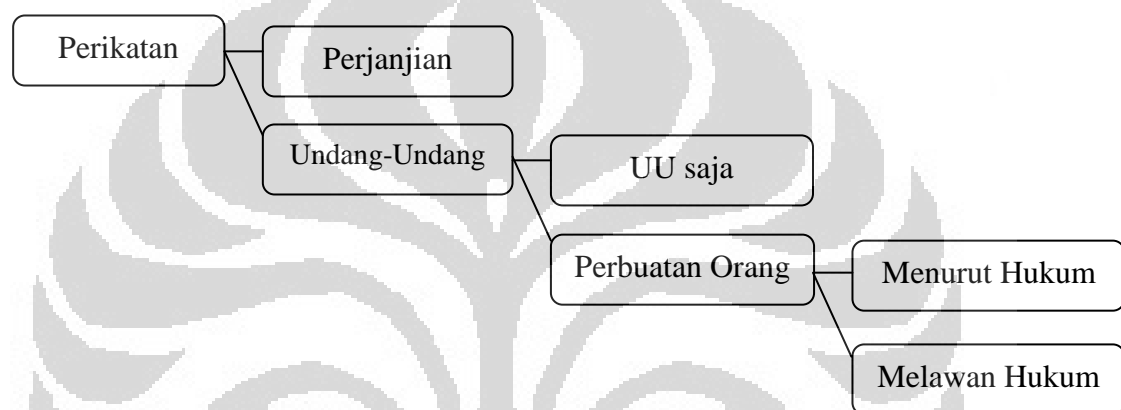 Perikatan
Perjanjian
Undang-Undang
UU saja
Perbuatan Orang
Menurut Hukum
Melawan Hukum